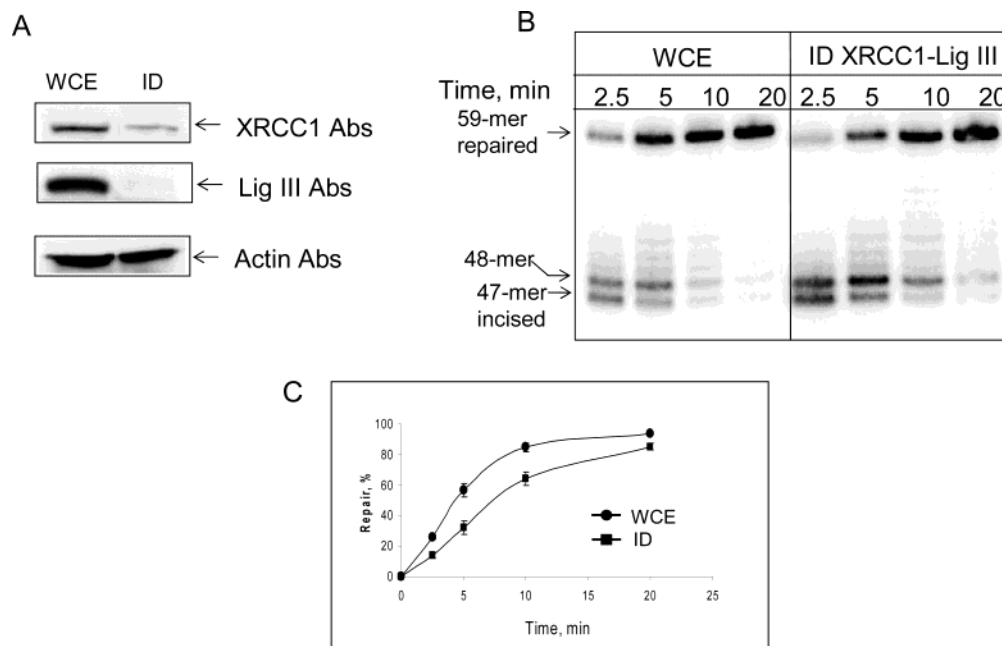 A
WCE ID
XRCC1 Abs
Lig III Abs
Actin Abs
B
WCE ID XRCC1-Lig III
Time, min 2.5 5 10 20 2.5 5 10 20
59-mer
repaired
48-mer
47-mer
incised
C
100
80
60
40
20
0
Repair, %
WCE
ID
0 5 10 15 20 25
Time, min